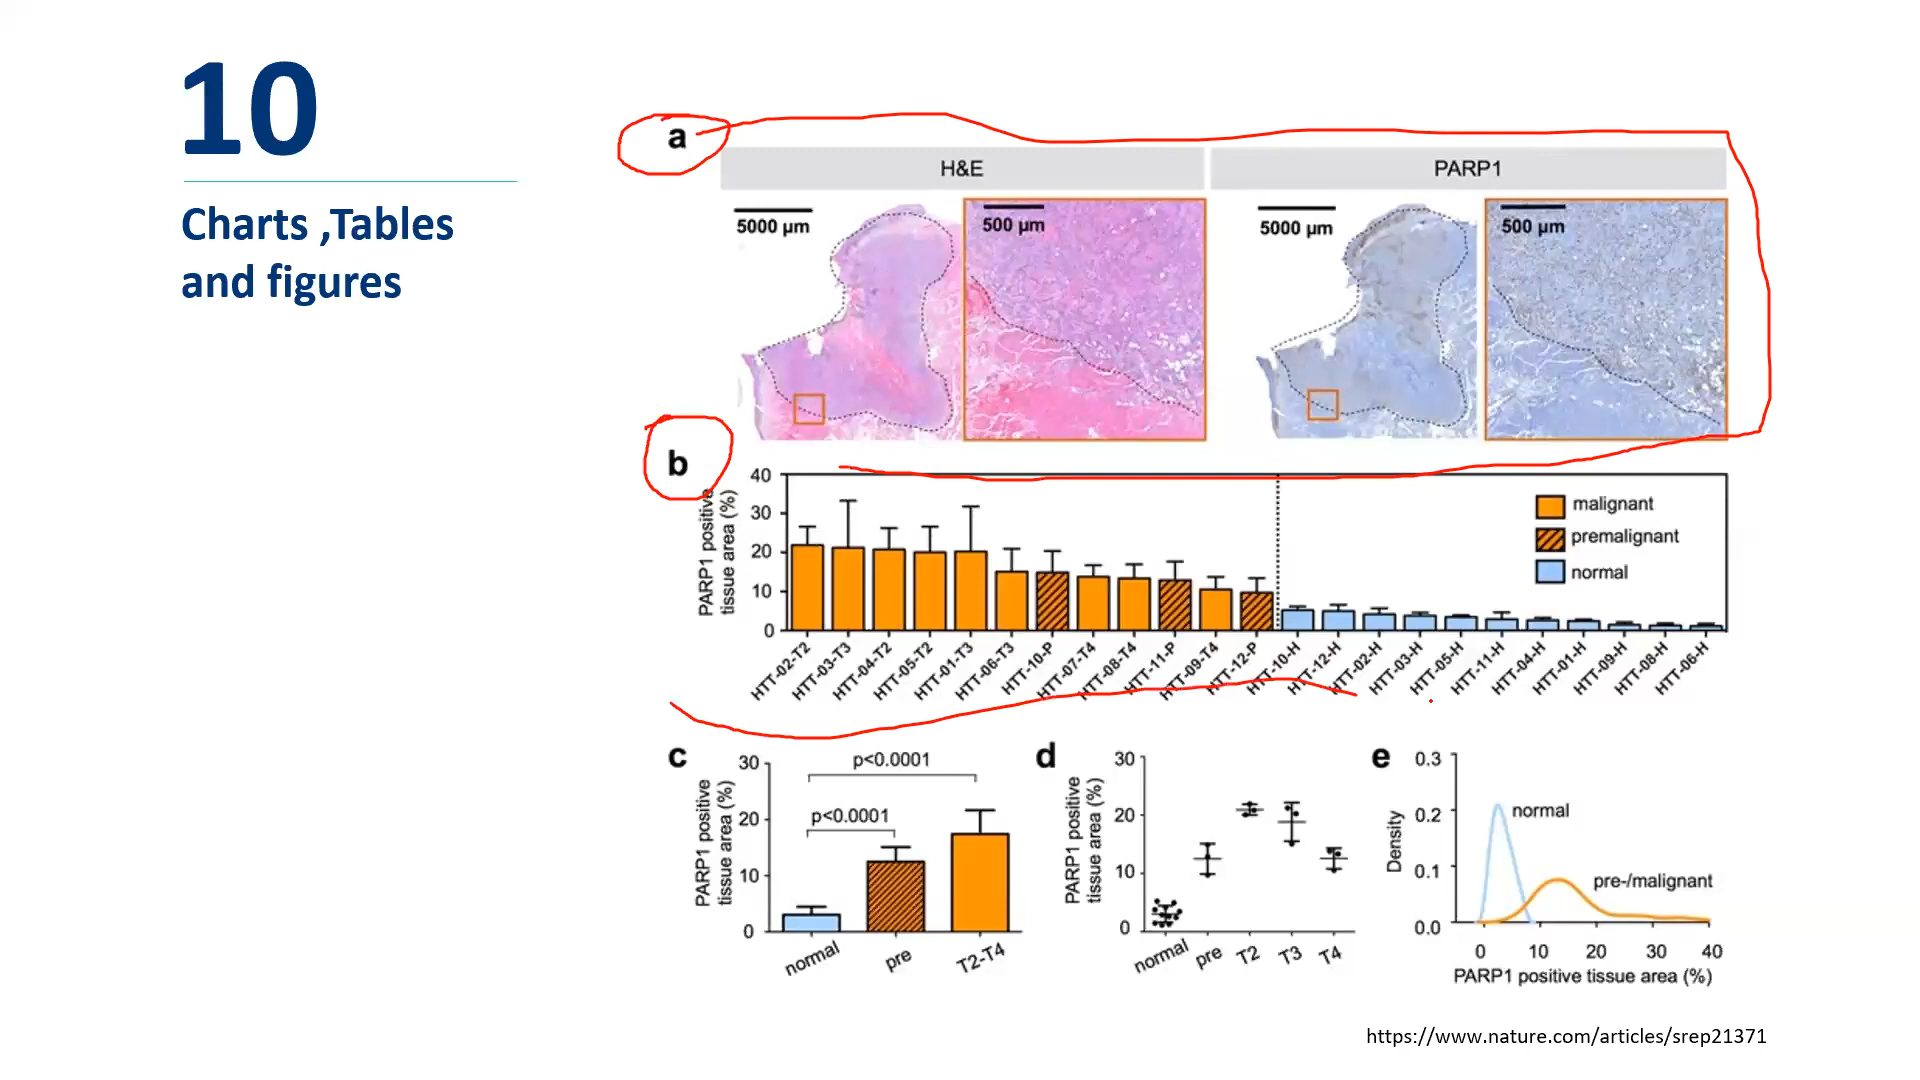 10
Charts ,Tables
and figures
a
H&E
PARP1
5000 µm
500 µm
5000 µm
500 µm
b
PARP1 positive
tissue area (%)
40
30
20
10
0
malignant
premalignant
normal
HTT-02-T2
HTT-03-T3
HTT-04-T2
HTT-05-T2
HTT-01-T3
HTT-06-T3
HTT-10-P
HTT-07-T4
HTT-08-T4
HTT-11-P
HTT-09-T4
HTT-12-P
HTT-10-H
HTT-12-H
HTT-02-H
HTT-03-H
HTT-05-H
HTT-11-H
HTT-04-H
HTT-01-H
HTT-09-H
HTT-08-H
HTT-06-H
c
PARP1 positive
tissue area (%)
30
20
10
0
p<0.0001
p<0.0001
normal
pre
T2-T4
d
PARP1 positive
tissue area (%)
30
20
10
0
normal
pre
T2
T3
T4
e
Density
0.3
0.2
0.1
0.0
normal
pre-/malignant
0 10 20 30 40
PARP1 positive tissue area (%)
https://www.nature.com/articles/srep21371